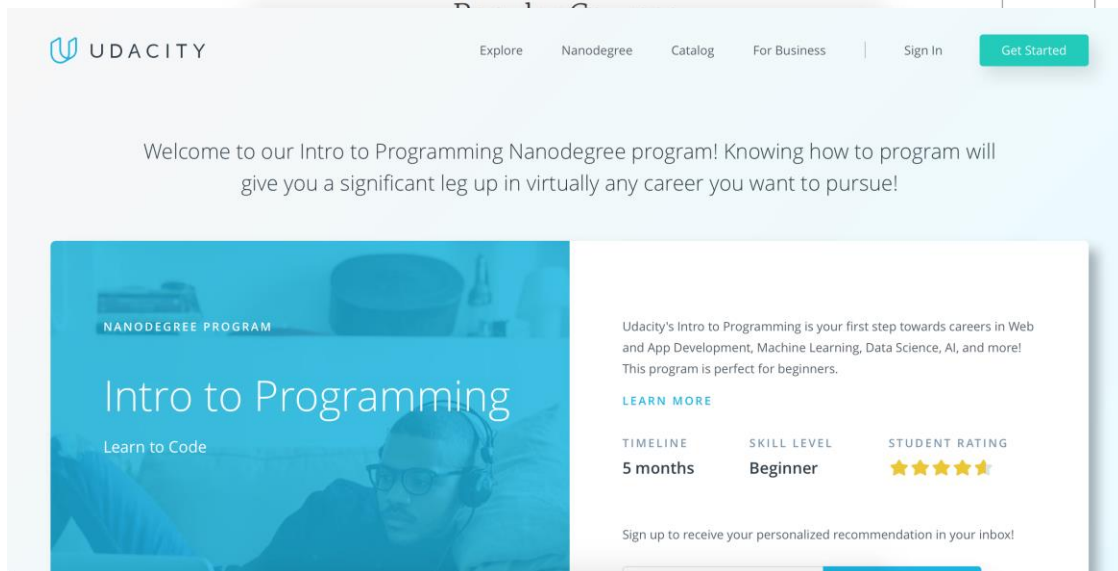 UDACITY
Explore Nanodegree Catalog For Business Sign In Get Started
Welcome to our Intro to Programming Nanodegree program! Knowing how to program will
give you a significant leg up in virtually any career you want to pursue!
NANODEGREE PROGRAM
Intro to Programming
Learn to Code
Udacity's Intro to Programming is your first step towards careers in Web
and App Development, Machine Learning, Data Science, AI, and more!
This program is perfect for beginners.
LEARN MORE
TIMELINE SKILL LEVEL STUDENT RATING
5 months Beginner
Sign up to receive your personalized recommendation in your inbox!